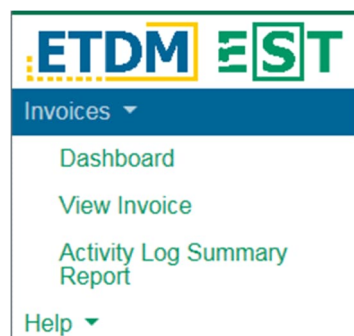 ETDM EST
Invoices
Dashboard
View Invoice
Activity Log Summary
Report
Help